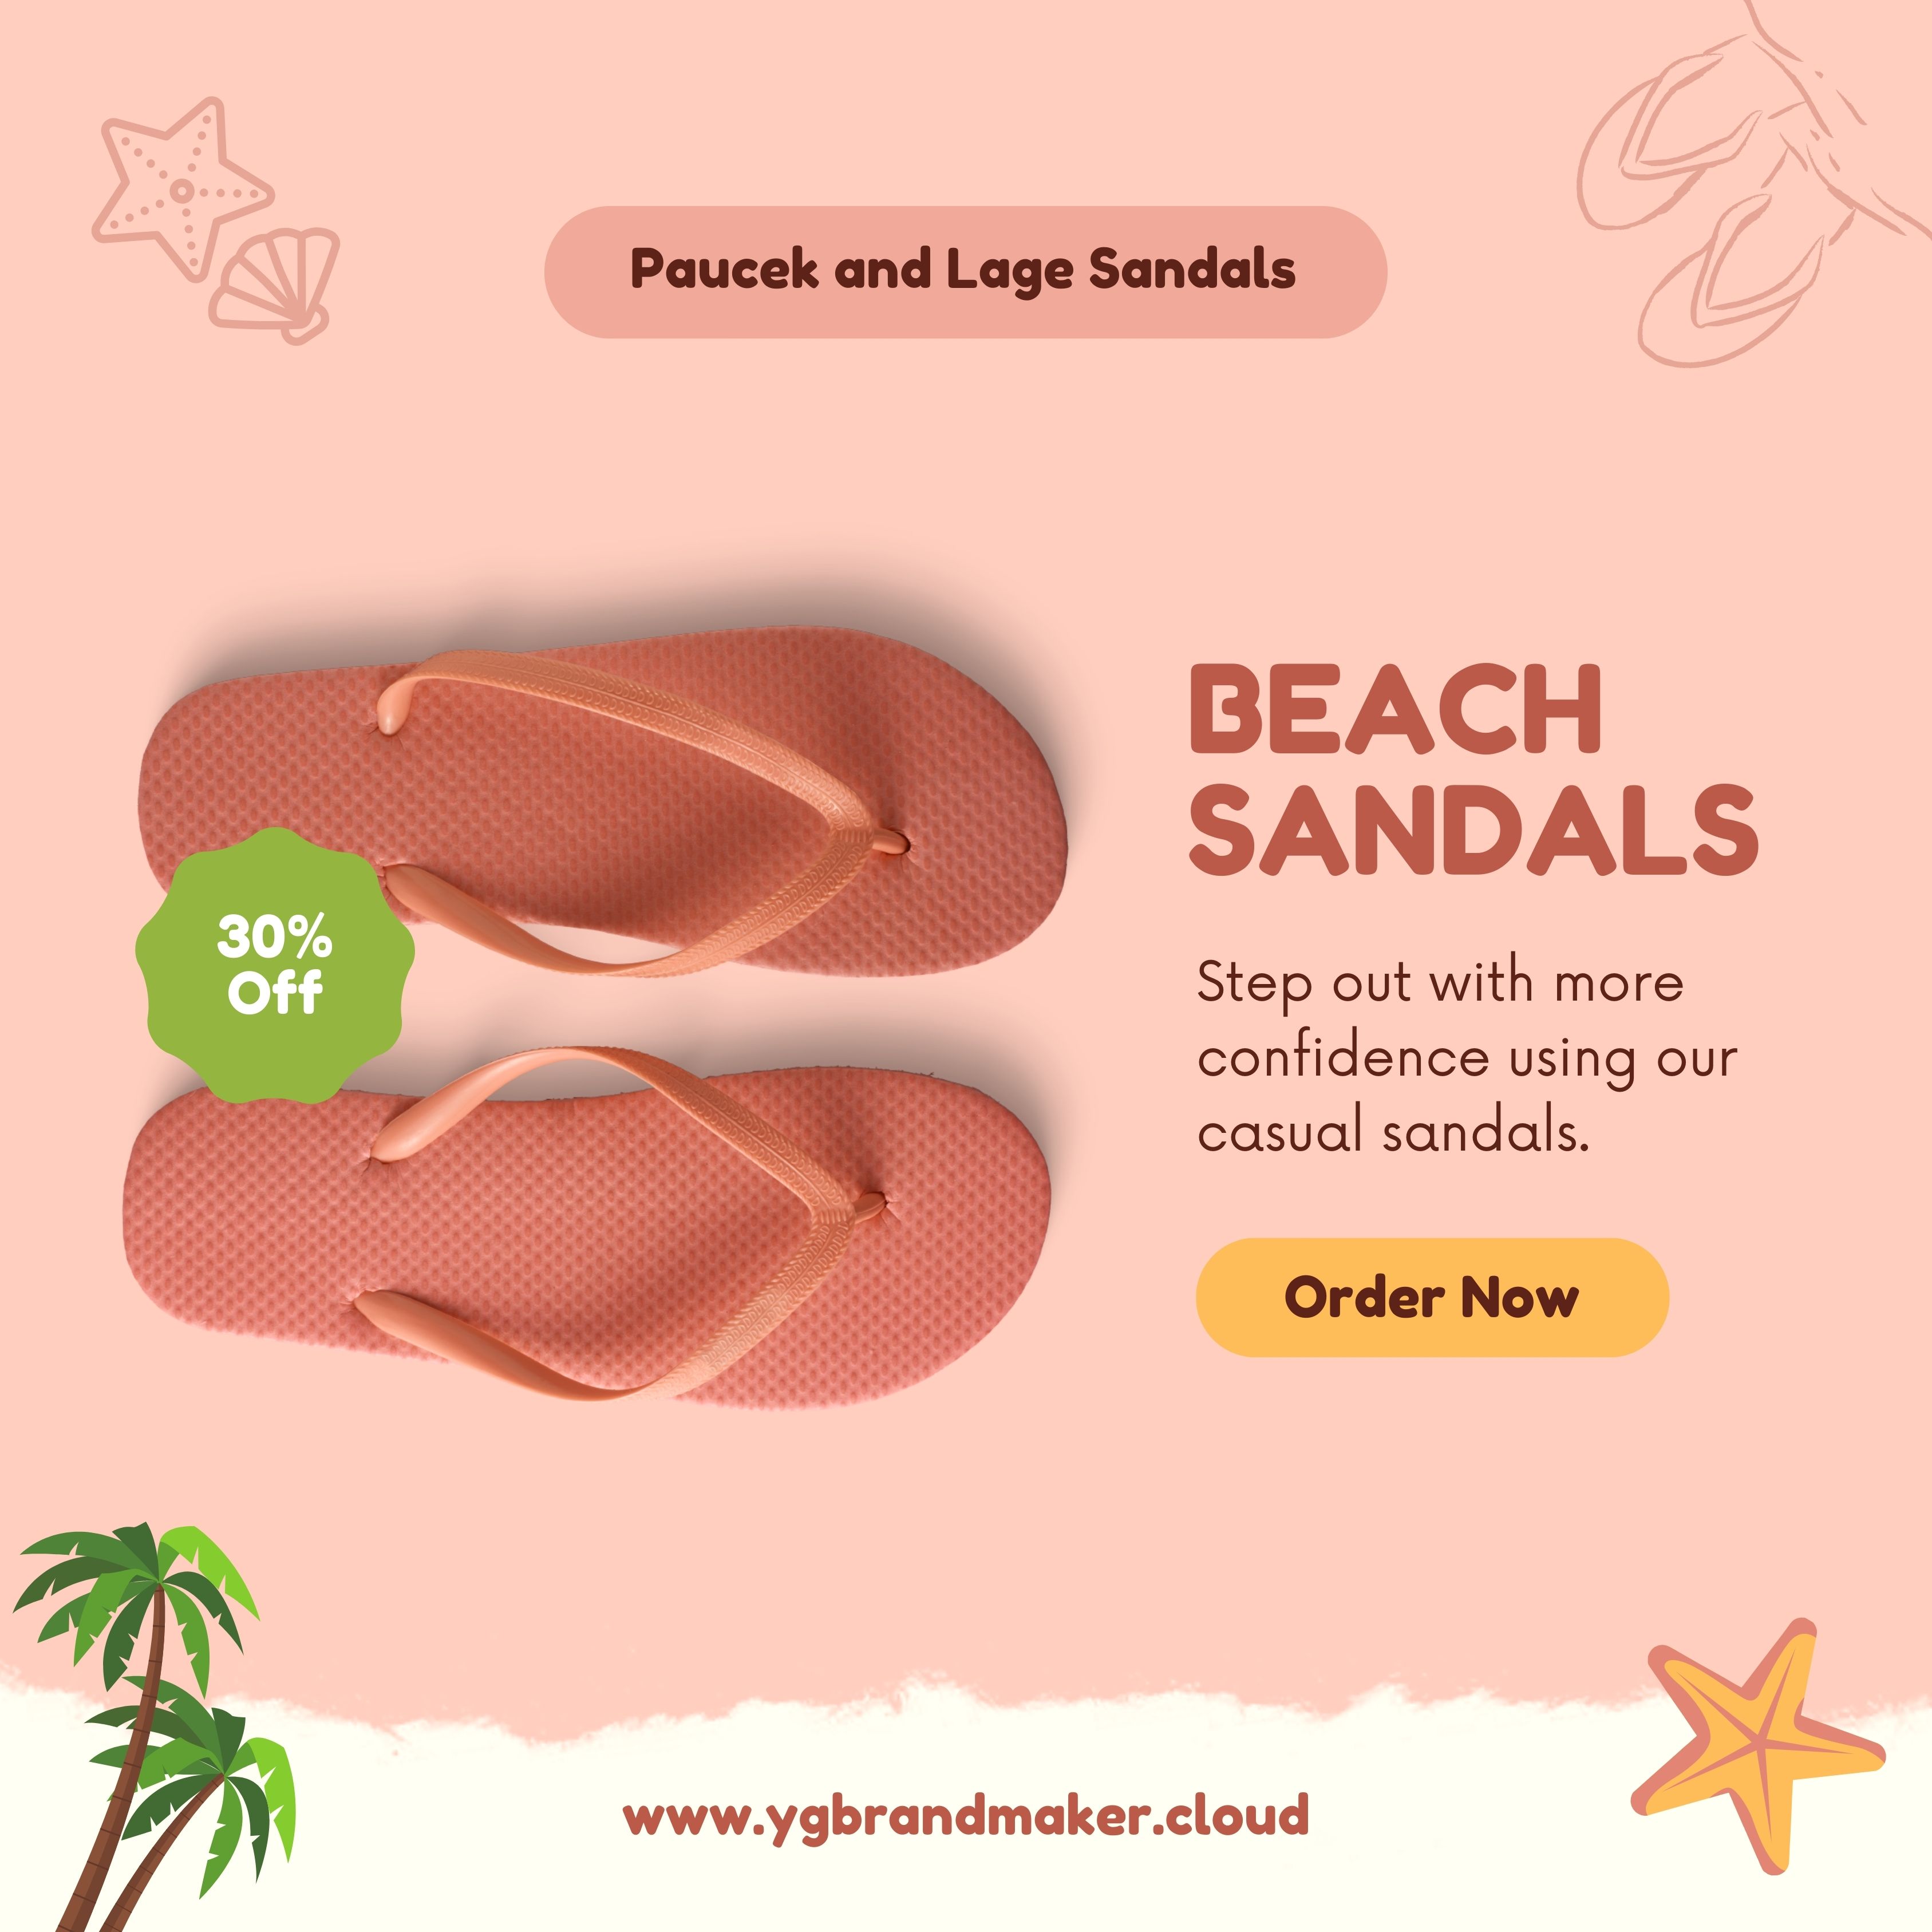 Paucek and Lage Sandals
BEACH
SANDALS
30%
Off
Step out with more
confidence using our
casual sandals.
Order Now
www.ygbrandmaker.cloud